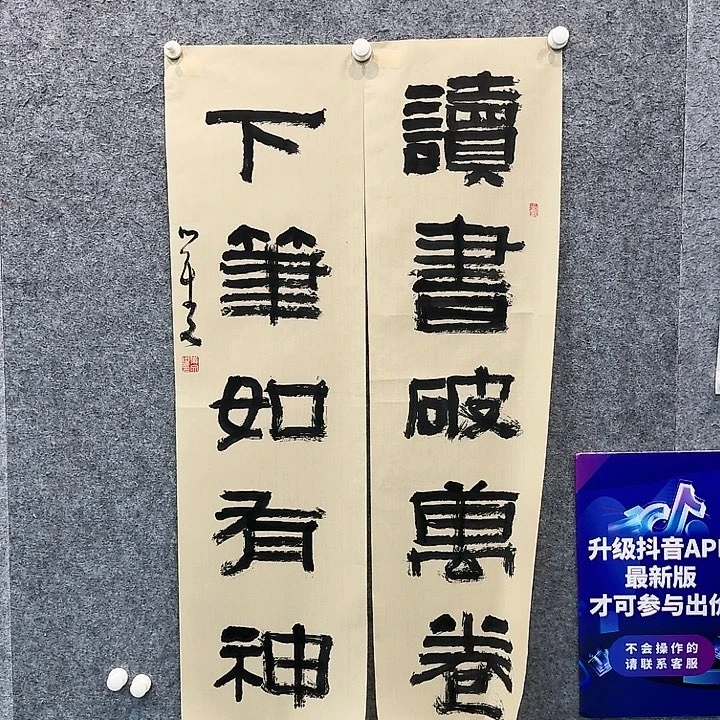 讀書破萬卷
下筆如有神
升级抖音APP
最新版
才可参与出价
不会操作的
请联系客服